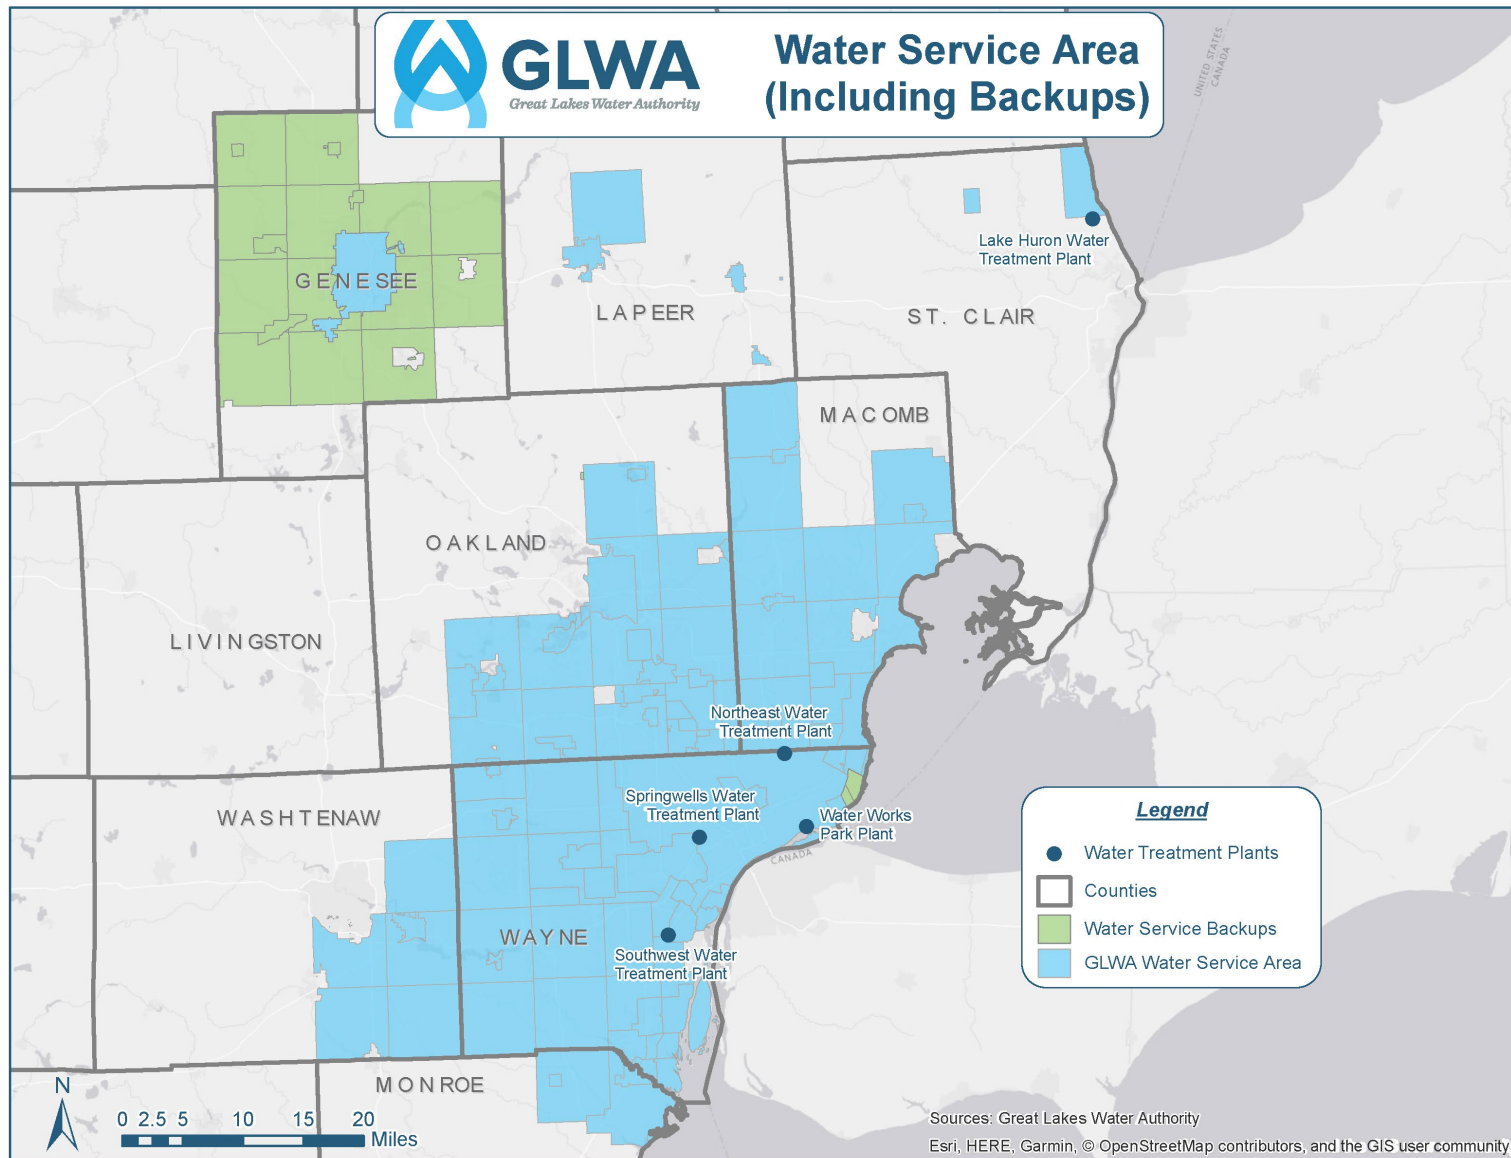 GLWA
Great Lakes Water Authority
Water Service Area
(Including Backups)
UNITED STATES
CANADA
Lake Huron Water
Treatment Plant
GENESEE
LAPEER
ST. CLAIR
MACOMB
OAKLAND
LIVINGSTON
Northeast Water
Treatment Plant
WASHTENAW
Springwells Water
Treatment Plant
Water Works
Park Plant
CANADA
WAYNE
Southwest Water
Treatment Plant
MONROE
Legend
Water Treatment Plants
Counties
Water Service Backups
GLWA Water Service Area
N
0 2.5 5 10 15 20
Miles
Sources: Great Lakes Water Authority
Esri, HERE, Garmin, © OpenStreetMap contributors, and the GIS user community